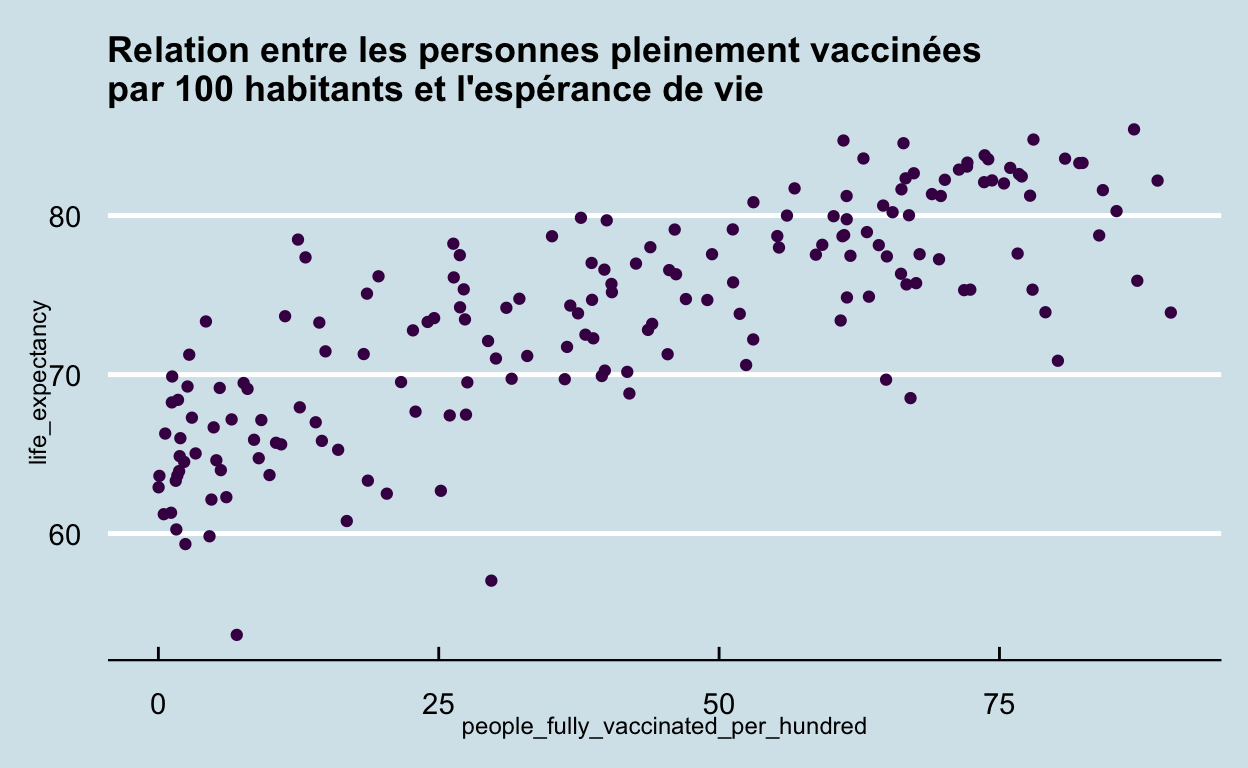 Relation entre les personnes pleinement vaccinées
par 100 habitants et l'espérance de vie
80
70
60
life_expectancy
0
25
50
75
people_fully_vaccinated_per_hundred